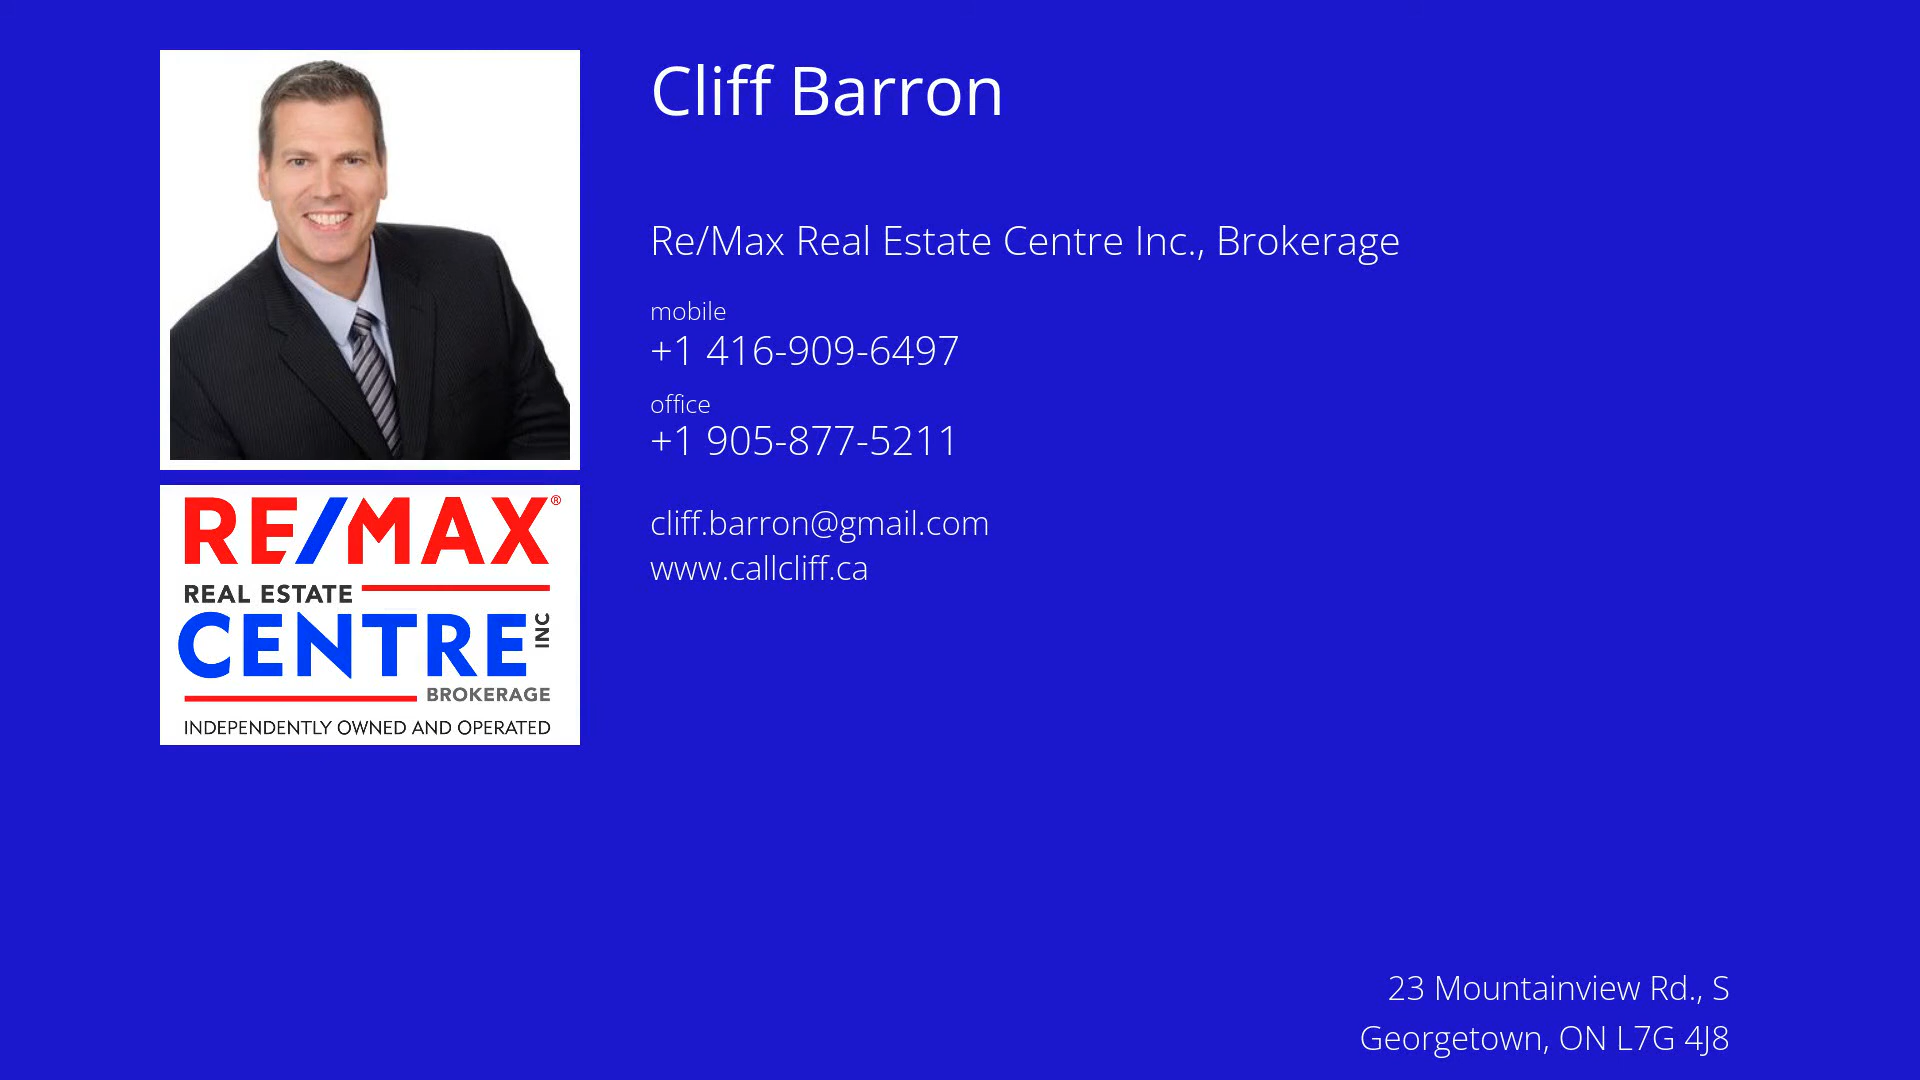 Cliff Barron
Re/Max Real Estate Centre Inc., Brokerage
mobile
+1 416-909-6497
office
+1 905-877-5211
cliff.barron@gmail.com
www.callcliff.ca
RE/MAX®
REAL ESTATE
CENTRE INC
BROKERAGE
INDEPENDENTLY OWNED AND OPERATED
23 Mountainview Rd., S
Georgetown, ON L7G 4J8